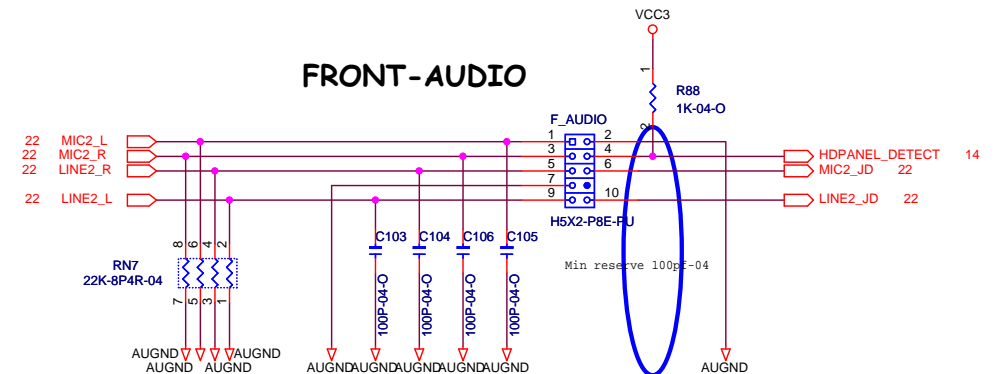 VCC3
FRONT-AUDIO
1
R88
1K-04-O
2
F_AUDIO
22 MIC2_L
1 2
22 MIC2_R
3 4
HDPANEL_DETECT 14
22 LINE2_R
5 6
MIC2_JD 22
7
22 LINE2_L
9 10
LINE2_JD 22
H5X2-P8E-PU
C103 C104 C106 C105
8 6 4 2
RN7
22K-8P4R-04
7 5 3 1
100P-04-O 100P-04-O 100P-04-O 100P-04-O
Min reserve 100pf-04
AUGND AUGND
AUGND AUGND
AUGND AUGND AUGND AUGND AUGND
AUGND